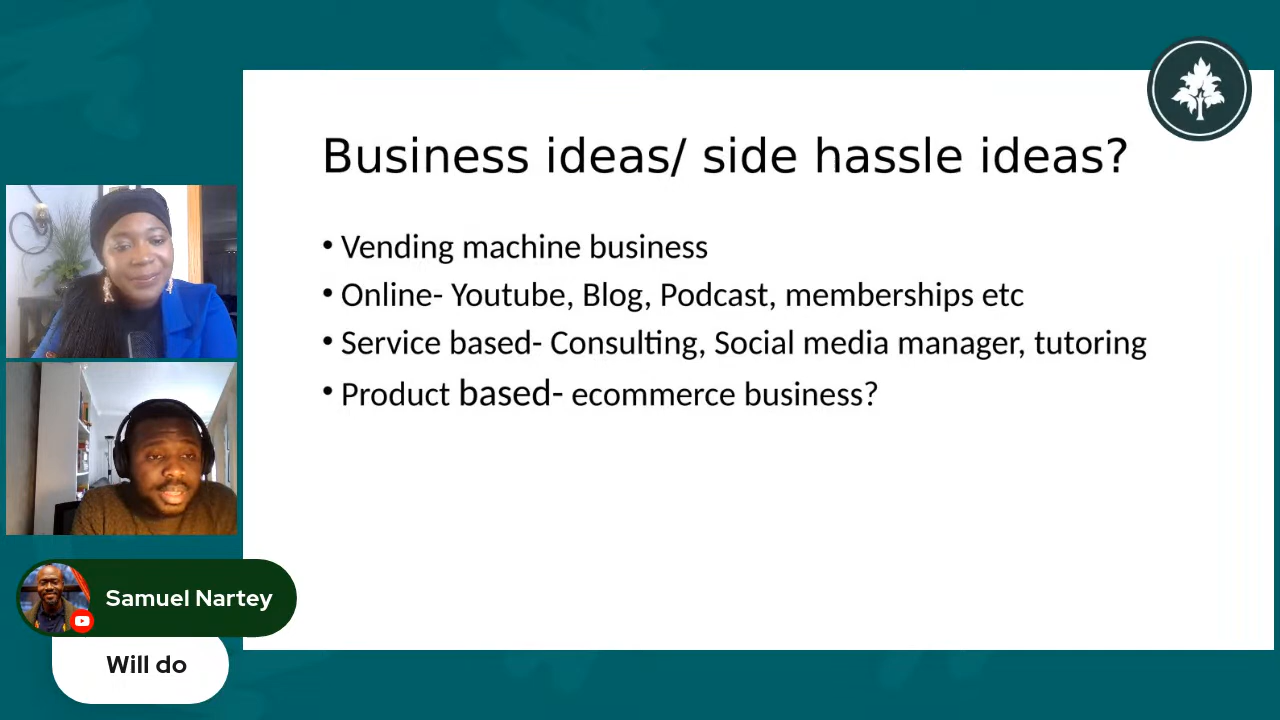 Business ideas/ side hassle ideas?
• Vending machine business
• Online- Youtube, Blog, Podcast, memberships etc
• Service based- Consulting, Social media manager, tutoring
• Product based- ecommerce business?
Samuel Nartey
Will do